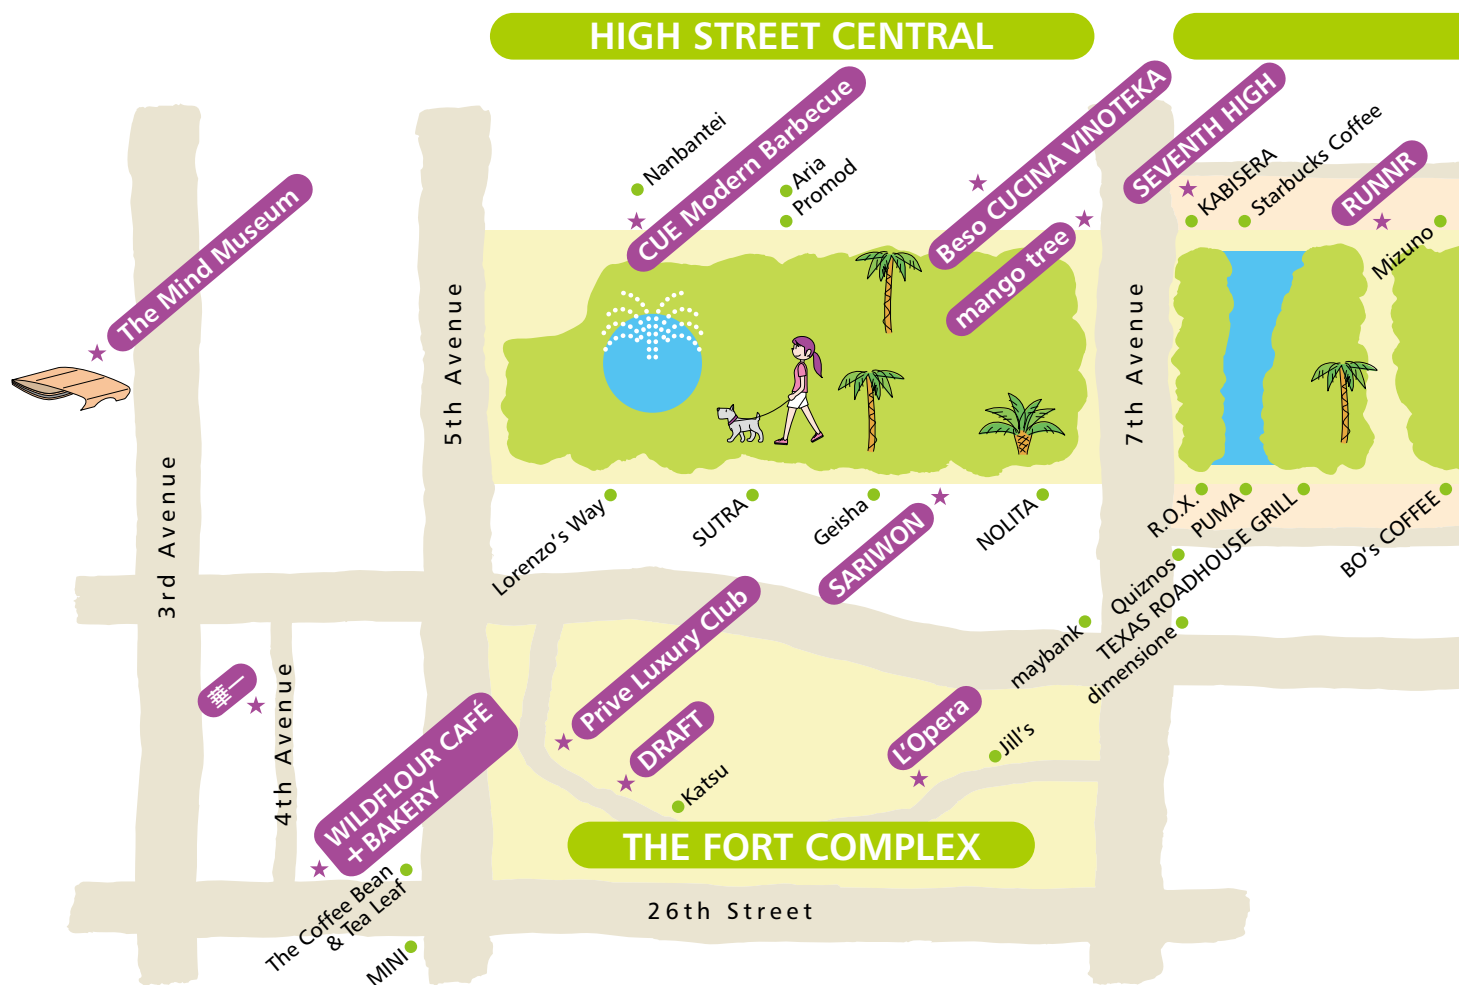 HIGH STREET CENTRAL
Nanbantei
CUE Modern Barbecue
Aria
Promod
Beso CUCINA VINOTEKA
mango tree
SEVENTH HIGH
KABISERA
Starbucks Coffee
RUNNR
Mizuno
The Mind Museum
3rd Avenue
5th Avenue
7th Avenue
Lorenzo's Way
SUTRA
Geisha
SARIWON
NOLITA
R.O.X.
PUMA
TEXAS ROADHOUSE GRILL
Quiznos
BO's COFFEE
maybank
dimensione
華一
4th Avenue
Prive Luxury Club
DRAFT
Katsu
L'Opera
Jill's
WILDFLOUR CAFÉ
+BAKERY
THE FORT COMPLEX
The Coffee Bean
& Tea Leaf
MINI
26th Street